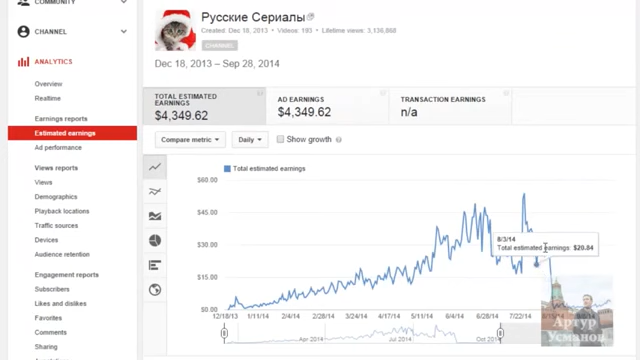 COMMUNITY
CHANNEL
ANALYTICS
Overview
Realtime
Earnings reports
Estimated earnings
Ad performance
Views reports
Views
Demographics
Playback locations
Traffic sources
Devices
Audience retention
Engagement reports
Subscribers
Likes and dislikes
Favorites
Comments
Sharing
Русские Сериалы
Created: Dec 18, 2013 • Videos: 193 • Lifetime views: 3,136,868
CHANNEL
Dec 18, 2013 – Sep 28, 2014
TOTAL ESTIMATED EARNINGS
$4,349.62
AD EARNINGS
$4,349.62
TRANSACTION EARNINGS
n/a
Compare metric
Daily
Show growth
Total estimated earnings
$60.00
$45.00
$30.00
$15.00
$0.00
8/3/14
Total estimated earnings: $20.84
12/18/13 1/11/14 2/4/14 2/28/14 3/24/14 4/17/14 5/11/14 6/4/14 6/28/14 7/22/14
Apr 2014 Jul 2014 Oct 2014
Артур
Усманов